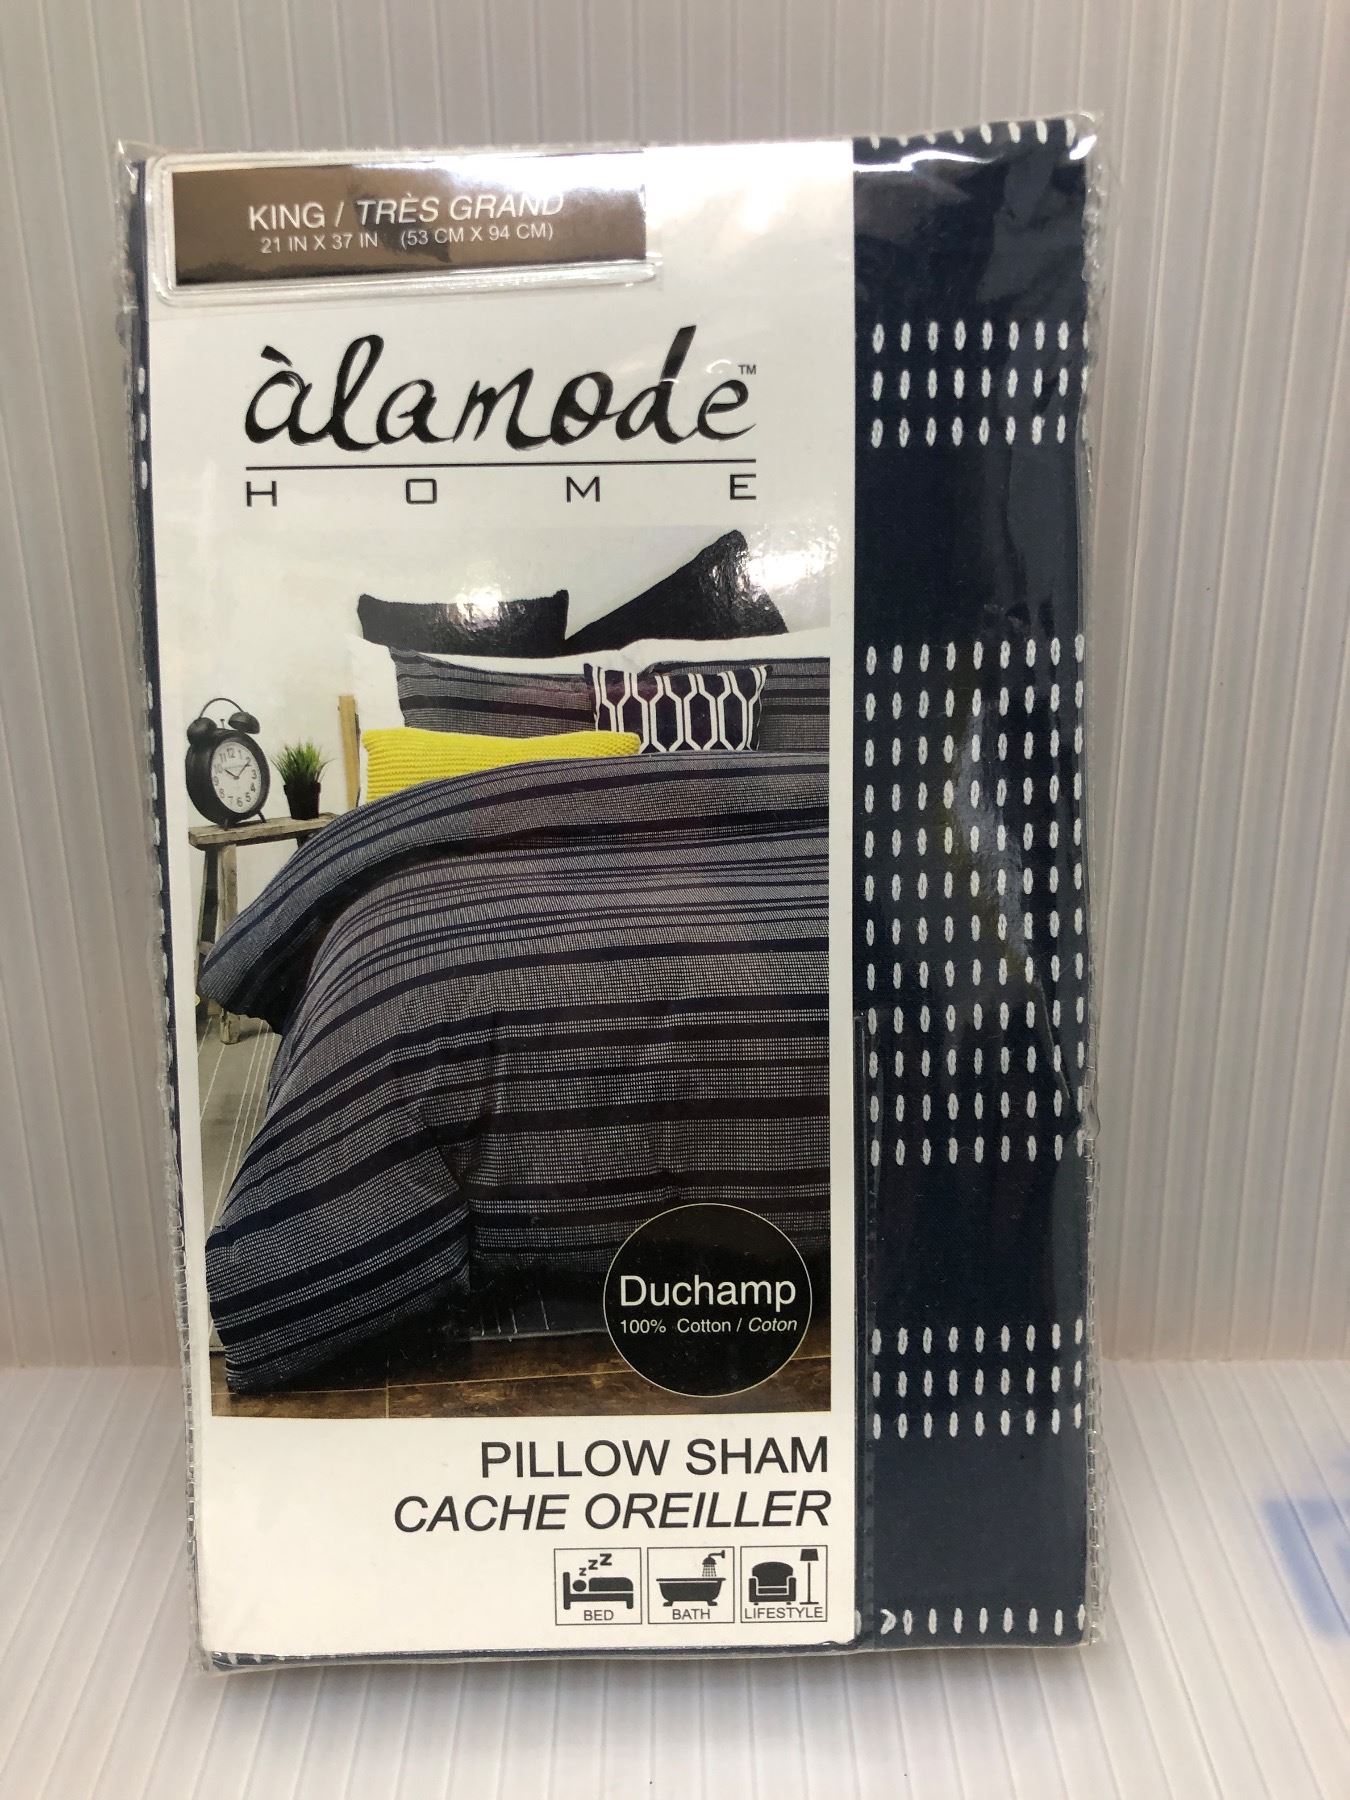 KING / TRÈS GRAND
21 IN X 37 IN (53 CM X 94 CM)
àlamode™
HOME
Duchamp
100% Cotton / Coton
PILLOW SHAM
CACHE OREILLER
zzZZ
BED
BATH
LIFESTYLE